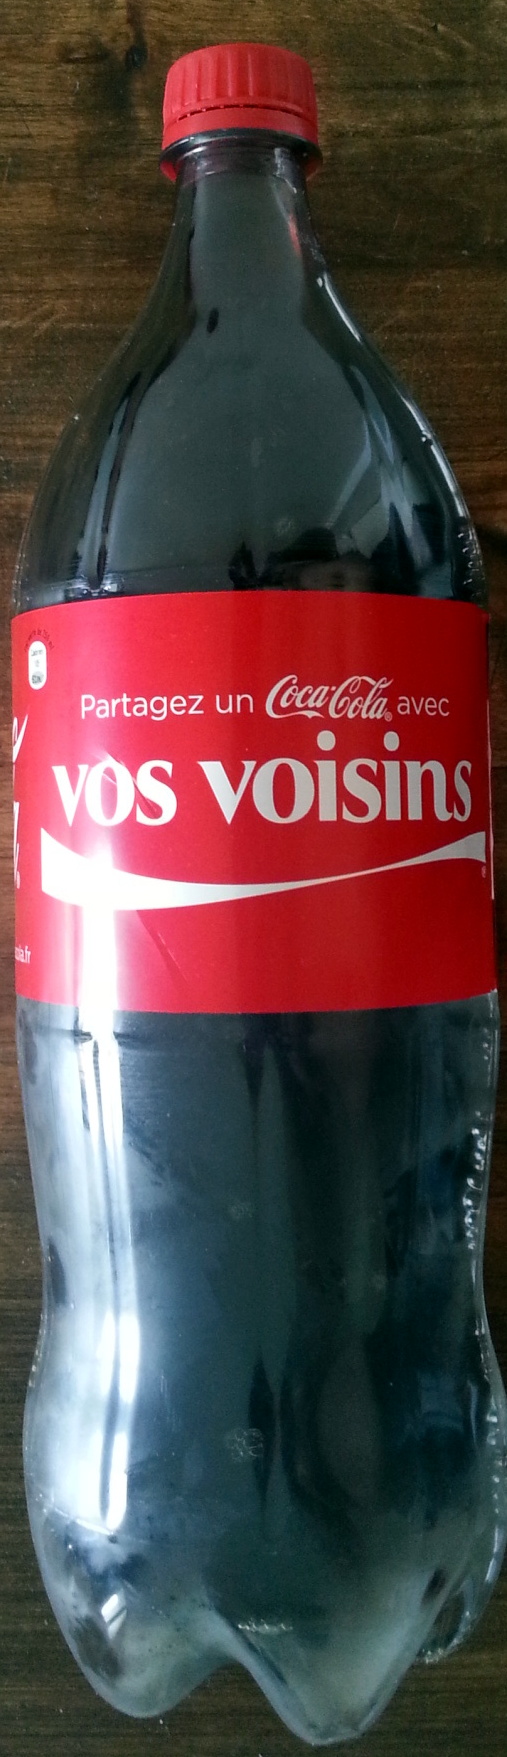 Partagez un Coca-Cola® avec
vos voisins
®